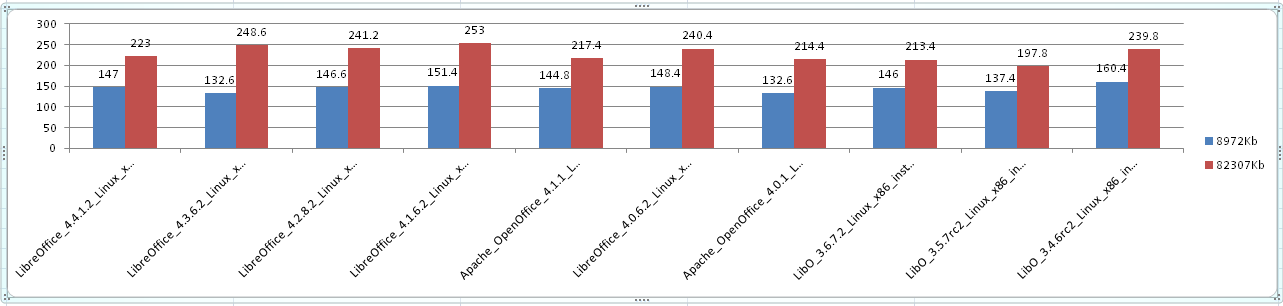 300
250
200
150
100
50
0
147
223
132.6
248.6
146.6
241.2
151.4
253
144.8
217.4
148.4
240.4
132.6
214.4
146
213.4
137.4
197.8
160.4
239.8
LibreOffice_4.4.1.2_Linux_x...
LibreOffice_4.3.6.2_Linux_x...
LibreOffice_4.2.8.2_Linux_x...
LibreOffice_4.1.6.2_Linux_x...
Apache_OpenOffice_4.1.1_L...
LibreOffice_4.0.6.2_Linux_x...
Apache_OpenOffice_4.0.1_L...
LibO_3.6.7.2_Linux_x86_inst...
LibO_3.5.7rc2_Linux_x86_in...
LibO_3.4.6rc2_Linux_x86_in...
8972Kb
82307Kb